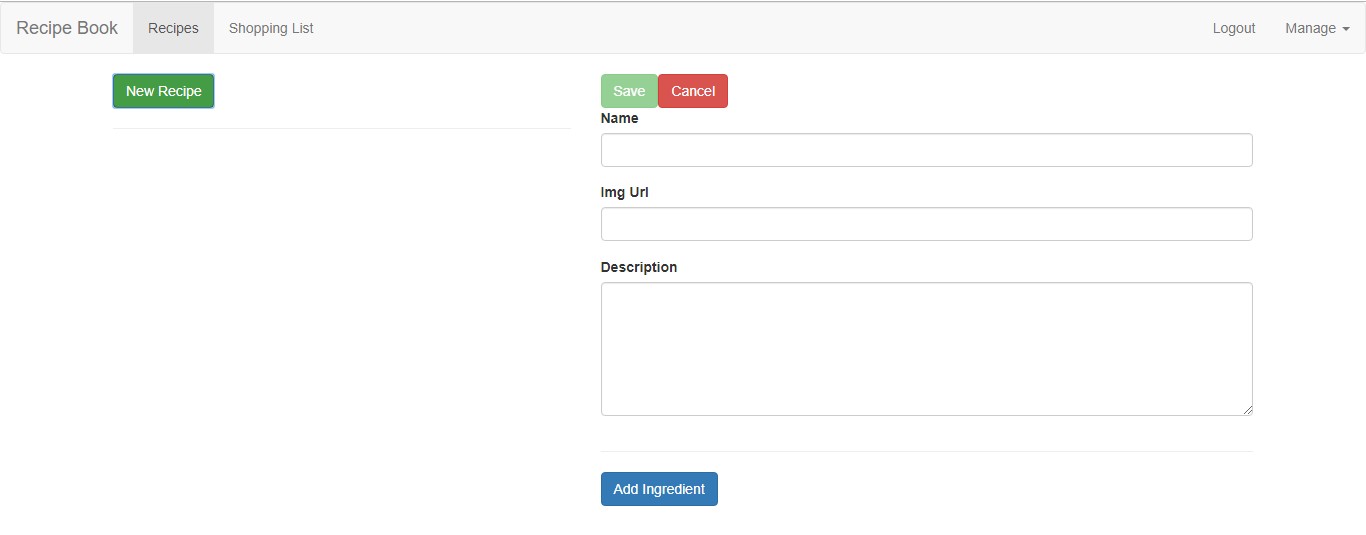 Recipe Book Recipes Shopping List Logout Manage
New Recipe
Save Cancel
Name
Img Url
Description
Add Ingredient